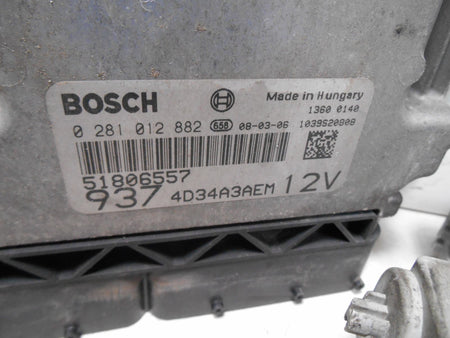 BOSCH
Made in Hungary
1360 0140
0 281 012 882 658 08-03-06 1039S20808
51806557
937 4D34A3AEM 12V